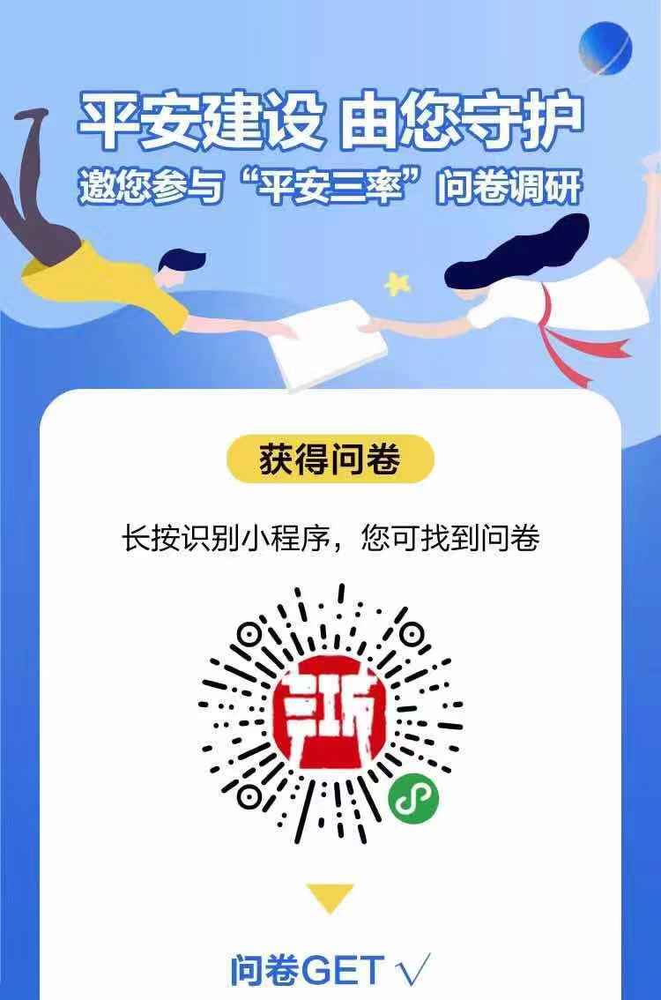 平安建设 由您守护
邀您参与“平安三率”问卷调研
获得问卷
长按识别小程序，您可找到问卷
浙
问卷GET √